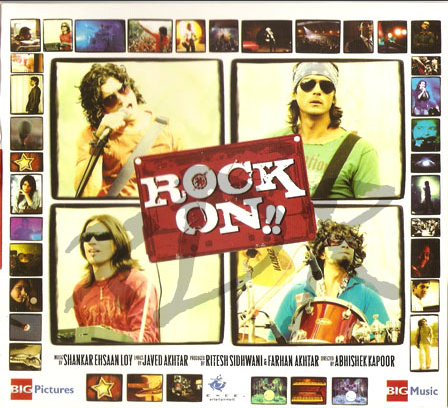 ROCK
ON!!
MUSIC BY SHANKAR EHSAAN LOY LYRICS BY JAVED AKHTAR PRODUCED BY RITESH SIDHWANI & FARHAN AKHTAR DIRECTED BY ABHISHEK KAPOOR
BIG Pictures
EXCEL
entertainment
BIG Music